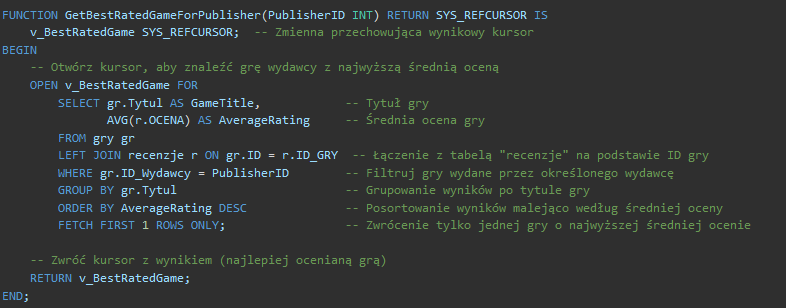 FUNCTION GetBestRatedGameForPublisher(PublisherID INT) RETURN SYS_REFCURSOR IS
    v_BestRatedGame SYS_REFCURSOR;  -- Zmienna przechowująca wynikowy kursor
BEGIN
    -- Otwórz kursor, aby znaleźć grę wydawcy z najwyższą średnią oceną
    OPEN v_BestRatedGame FOR
        SELECT gr.Tytul AS GameTitle,            -- Tytuł gry
               AVG(r.OCENA) AS AverageRating     -- Średnia ocena gry
        FROM gry gr
        LEFT JOIN recenzje r ON gr.ID = r.ID_GRY  -- Łączenie z tabelą "recenzje" na podstawie ID gry
        WHERE gr.ID_Wydawcy = PublisherID        -- Filtruj gry wydane przez określonego wydawcę
        GROUP BY gr.Tytul                        -- Grupowanie wyników po tytule gry
        ORDER BY AverageRating DESC              -- Posortowanie wyników malejąco według średniej oceny
        FETCH FIRST 1 ROWS ONLY;                 -- Zwrócenie tylko jednej gry o najwyższej średniej ocenie

    -- Zwróć kursor z wynikiem (najlepiej ocenianą grą)
    RETURN v_BestRatedGame;
END;